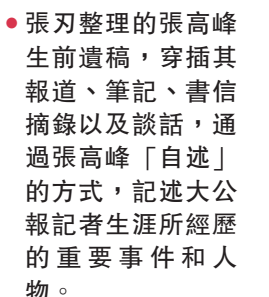 •張刃整理的張高峰
生前遺稿，穿插其
報道、筆記、書信
摘錄以及談話，通
過張高峰「自述」
的方式，記述大公
報記者生涯所經歷
的重要事件和人
物。